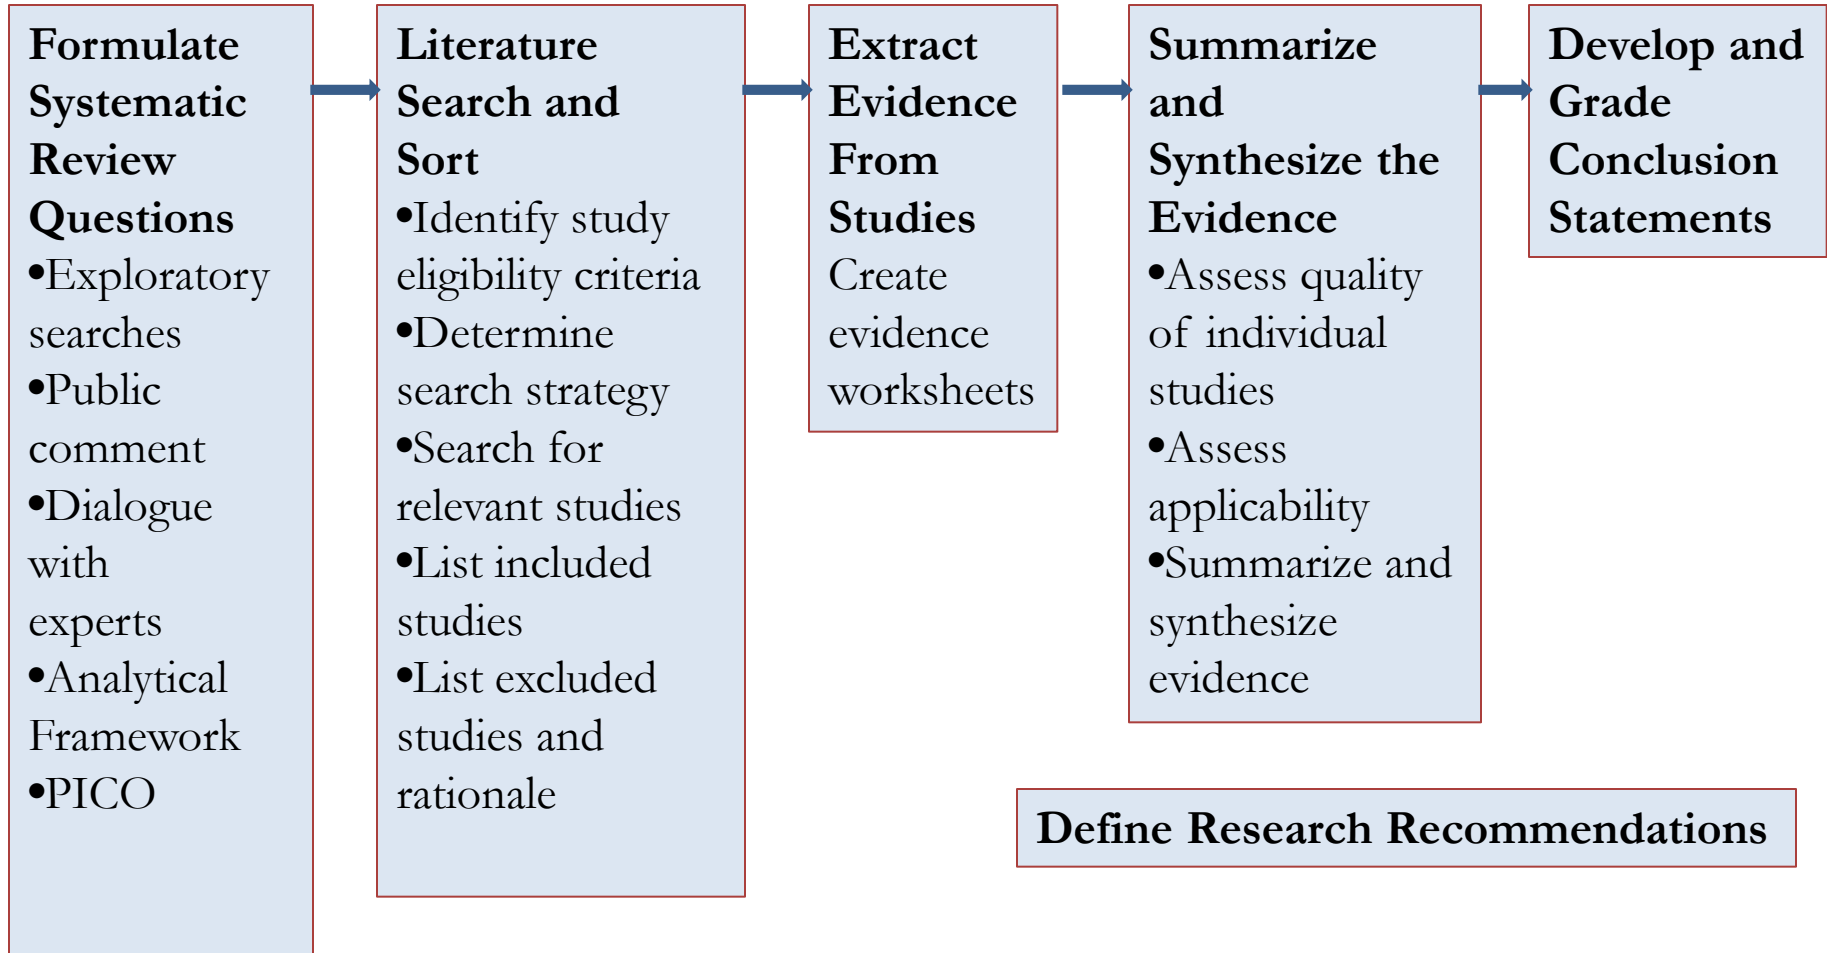 Formulate
Systematic
Review
Questions
•Exploratory
searches
•Public
comment
•Dialogue
with
experts
•Analytical
Framework
•PICO
Literature
Search and
Sort
•Identify study
eligibility criteria
•Determine
search strategy
•Search for
relevant studies
•List included
studies
•List excluded
studies and
rationale
Extract
Evidence
From
Studies
Create
evidence
worksheets
Summarize
and
Synthesize the
Evidence
•Assess quality
of individual
studies
•Assess
applicability
•Summarize and
synthesize
evidence
Develop and
Grade
Conclusion
Statements
Define Research Recommendations